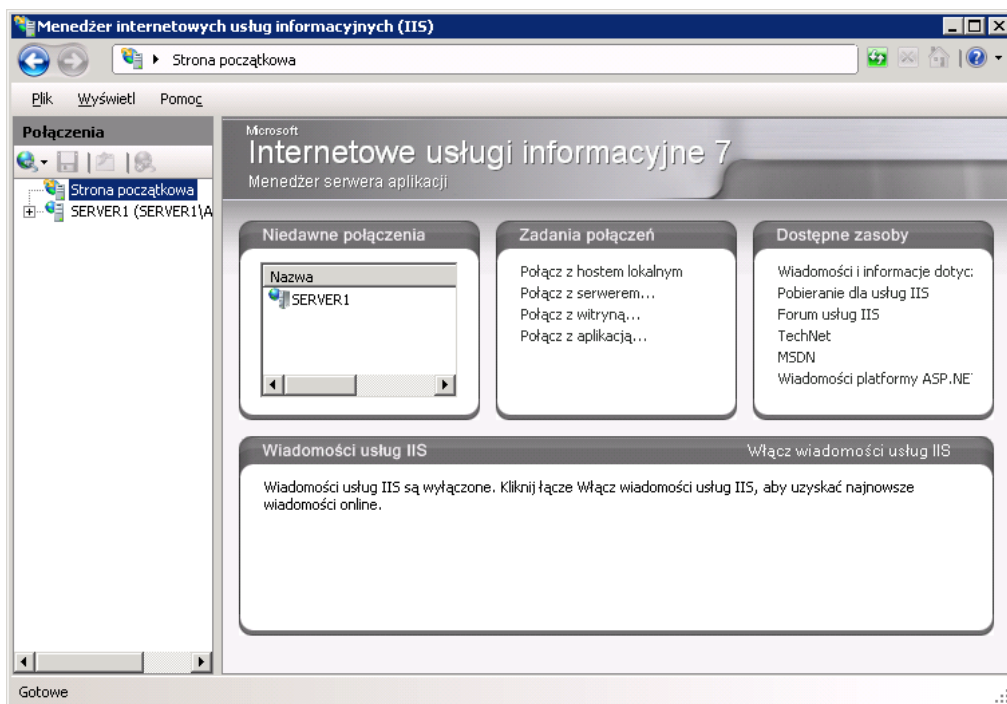 Menedżer internetowych usług informacyjnych (IIS)
Strona początkowa
Plik Wyświetl Pomoc
Połączenia
Strona początkowa
SERVER1 (SERVER1\A
Microsoft
Internetowe usługi informacyjne 7
Menedżer serwera aplikacji
Niedawne połączenia
Nazwa
SERVER1
Zadania połączeń
Połącz z hostem lokalnym
Połącz z serwerem...
Połącz z witryną...
Połącz z aplikacją...
Dostępne zasoby
Wiadomości i informacje dotyc:
Pobieranie dla usług IIS
Forum usług IIS
TechNet
MSDN
Wiadomości platformy ASP.NE
Wiadomości usług IIS
Włącz wiadomości usług IIS
Wiadomości usług IIS są wyłączone. Kliknij łącze Włącz wiadomości usług IIS, aby uzyskać najnowsze
wiadomości online.
Gotowe